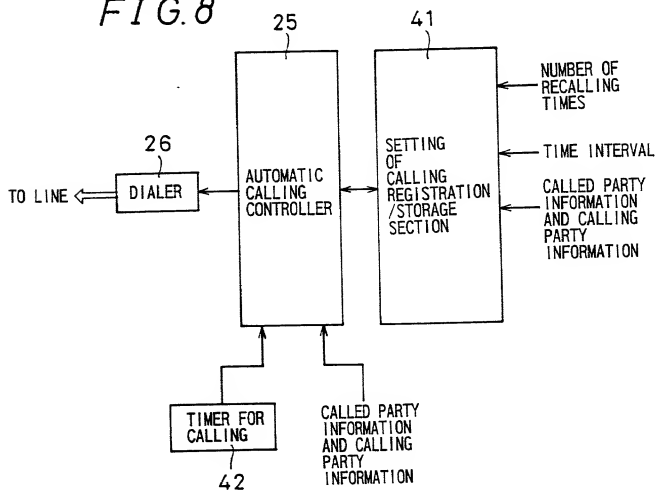 FIG. 8
25
41
NUMBER OF
RECALLING
TIMES
26
SETTING
OF
CALLING
REGISTRATION
/STORAGE
SECTION
TIME INTERVAL
TO LINE
DIALER
AUTOMATIC
CALLING
CONTROLLER
CALLED PARTY
INFORMATION
AND CALLING
PARTY
INFORMATION
TIMER FOR
CALLING
42
CALLED PARTY
INFORMATION
AND CALLING
PARTY
INFORMATION